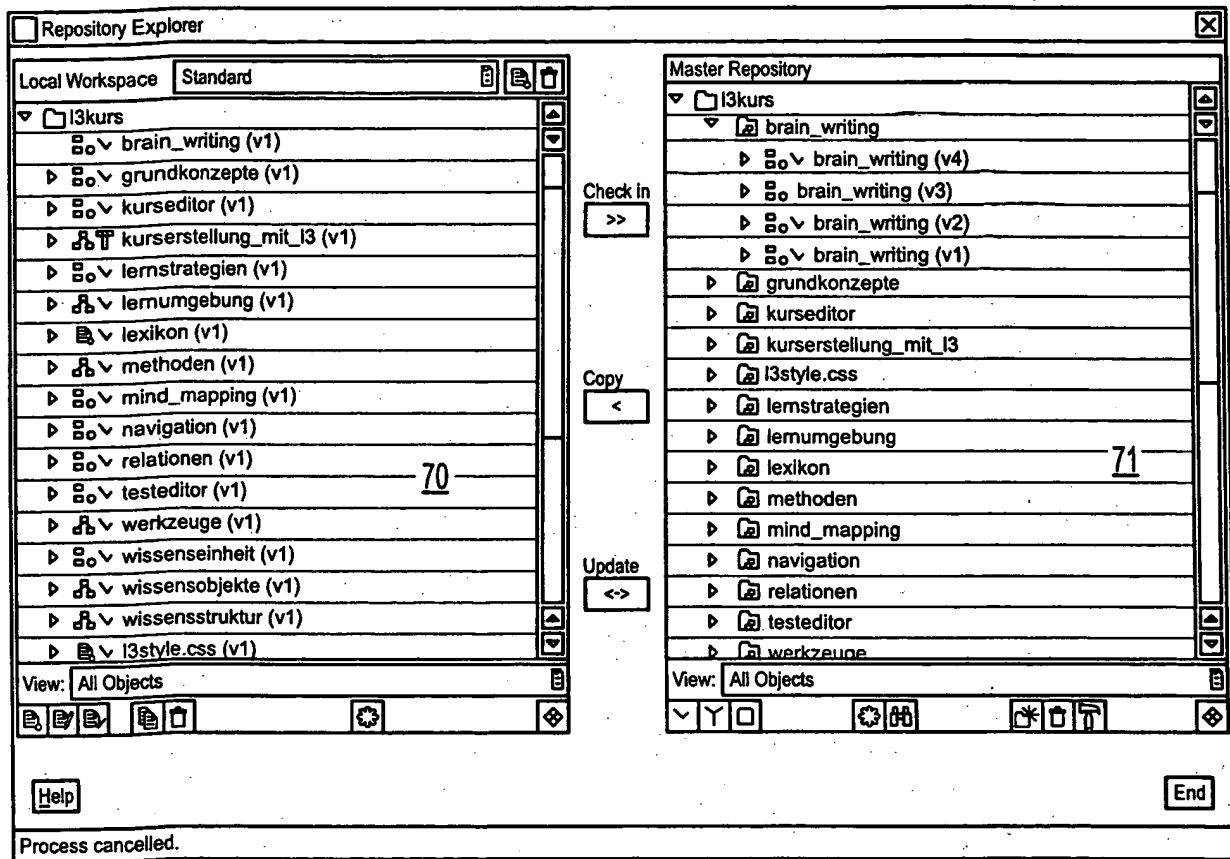 Repository Explorer
Local Workspace Standard
l3kurs
brain_writing (v1)
grundkonzepte (v1)
kurseditor (v1)
kurserstellung_mit_l3 (v1)
lernstrategien (v1)
lernumgebung (v1)
lexikon (v1)
methoden (v1)
mind_mapping (v1)
navigation (v1)
relationen (v1)
70
testeditor (v1)
werkzeuge (v1)
wissenseinheit (v1)
wissensobjekte (v1)
wissensstruktur (v1)
l3style.css (v1)
View: All Objects
Check in
>>
Copy
<
Update
<->
Master Repository
l3kurs
brain_writing
brain_writing (v4)
brain_writing (v3)
brain_writing (v2)
brain_writing (v1)
grundkonzepte
kurseditor
kurserstellung_mit_l3
l3style.css
lernstrategien
lernumgebung
lexikon
71
methoden
mind_mapping
navigation
relationen
testeditor
werkzeuge
View: All Objects
Help
End
Process cancelled.